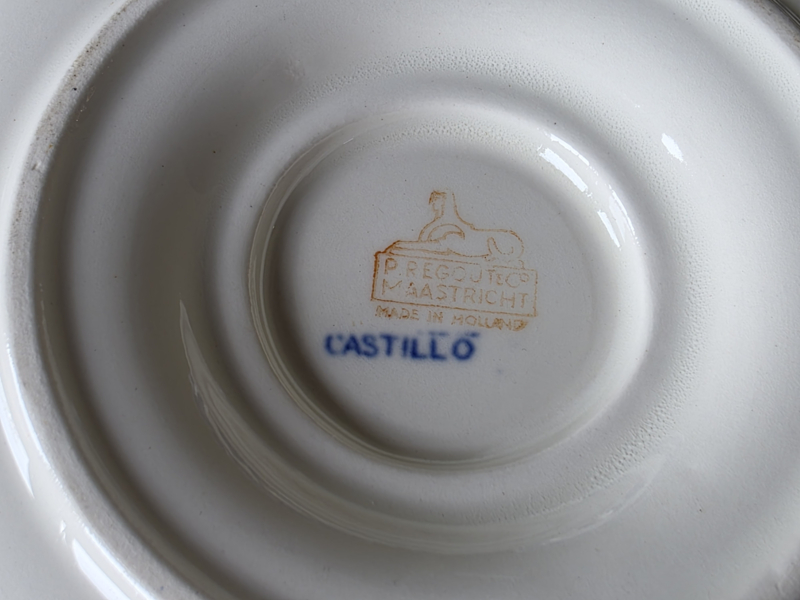 P. REGOUT & Co
MAASTRICHT
MADE IN HOLLAND
CASTILLO